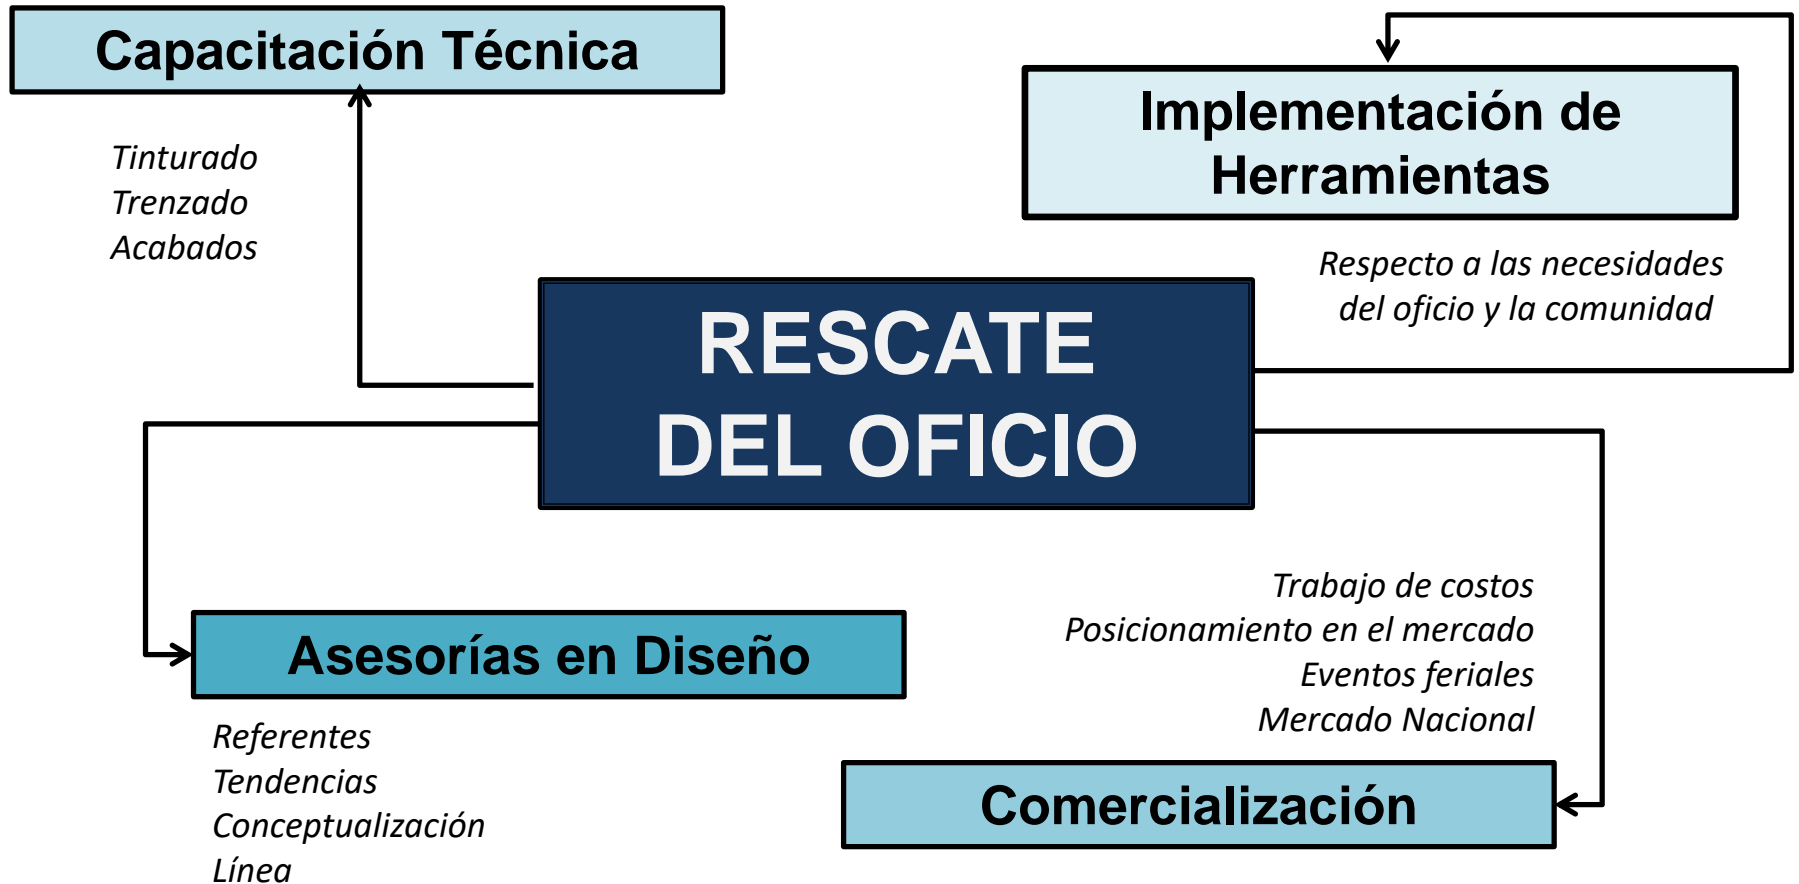 Capacitación Técnica
Tinturado
Trenzado
Acabados
Implementación de
Herramientas
Respecto a las necesidades
del oficio y la comunidad
RESCATE
DEL OFICIO
Asesorías en Diseño
Referentes
Tendencias
Conceptualización
Línea
Trabajo de costos
Posicionamiento en el mercado
Eventos feriales
Mercado Nacional
Comercialización